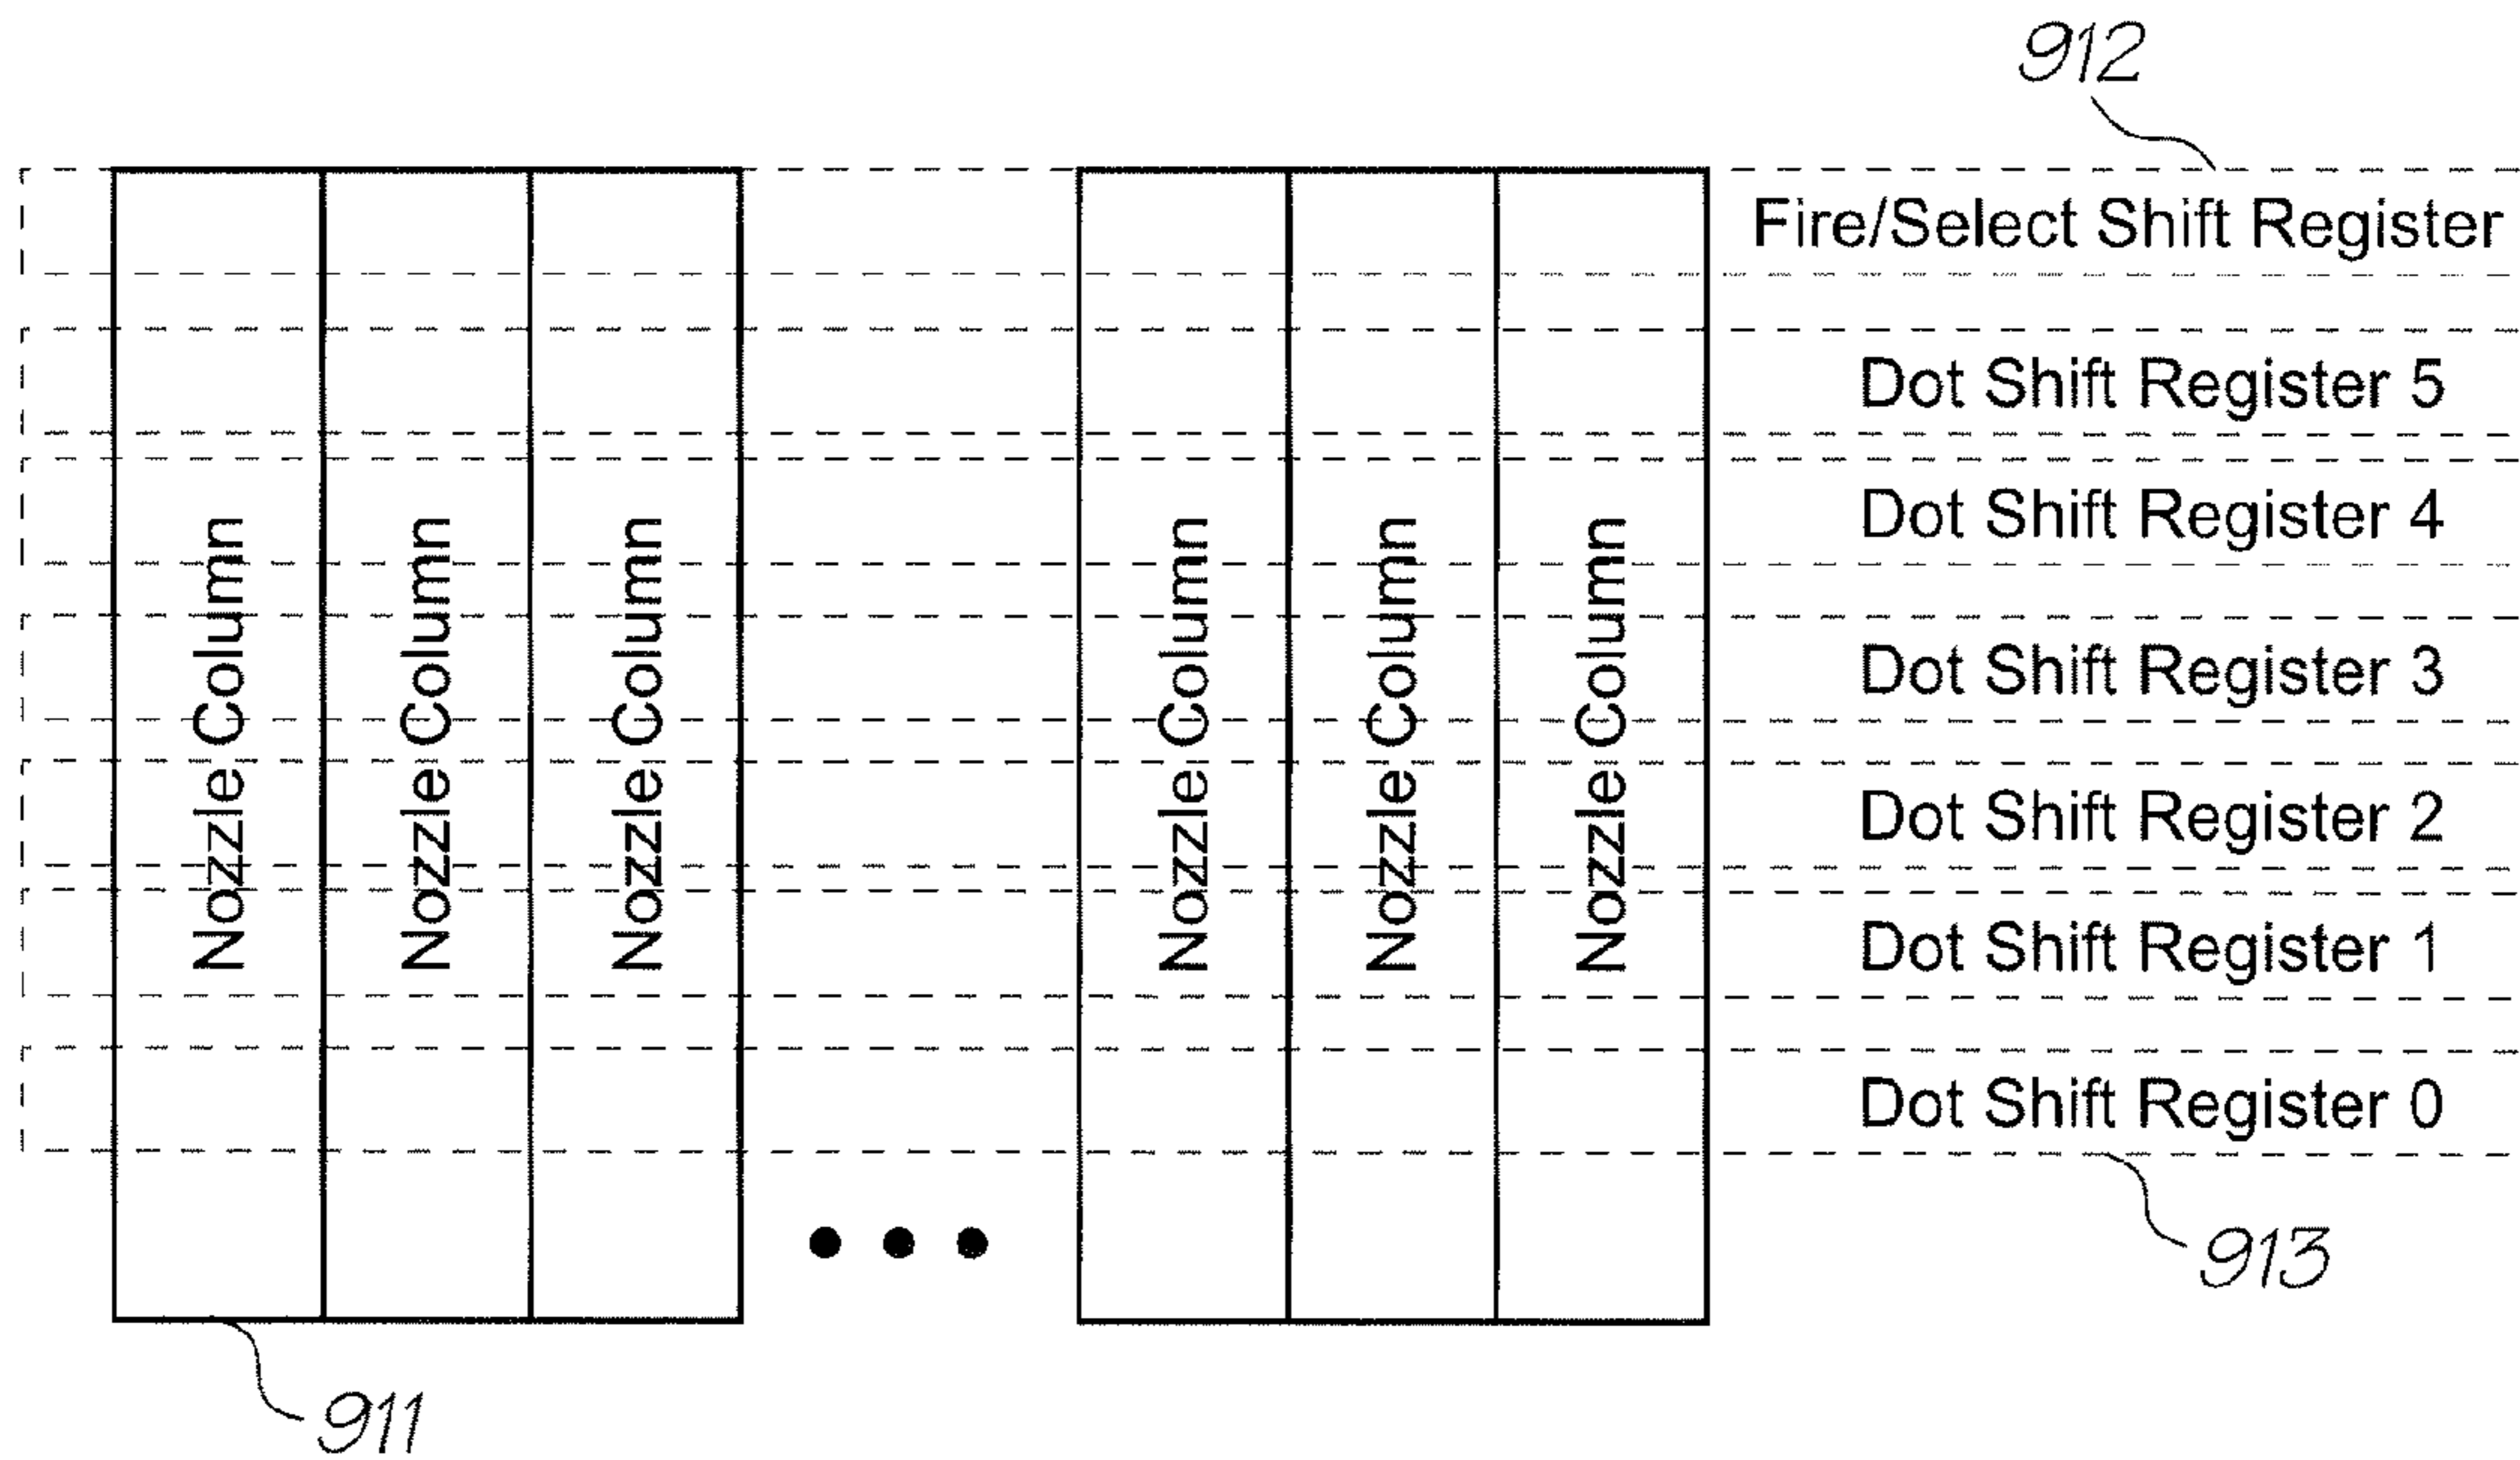 912
Fire/Select Shift Register
Dot Shift Register 5
Dot Shift Register 4
Dot Shift Register 3
Dot Shift Register 2
Dot Shift Register 1
Dot Shift Register 0
Nozzle Column
Nozzle Column
Nozzle Column
Nozzle Column
Nozzle Column
Nozzle Column
913
911